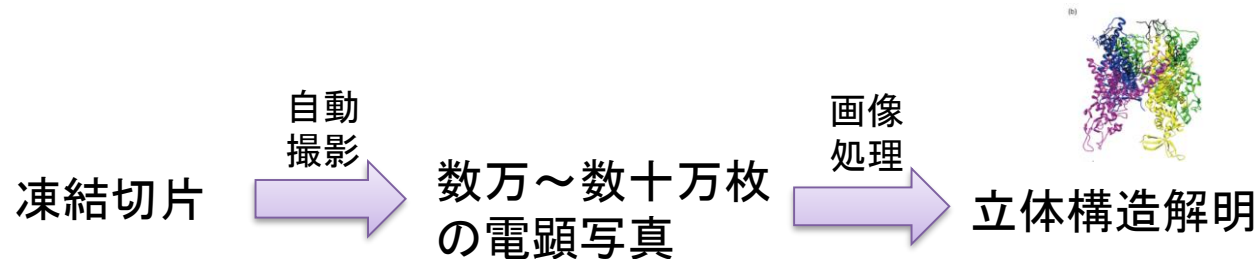 (b)
自動
撮影
画像
処理
凍結切片
数万～数十万枚
の電顕写真
立体構造解明